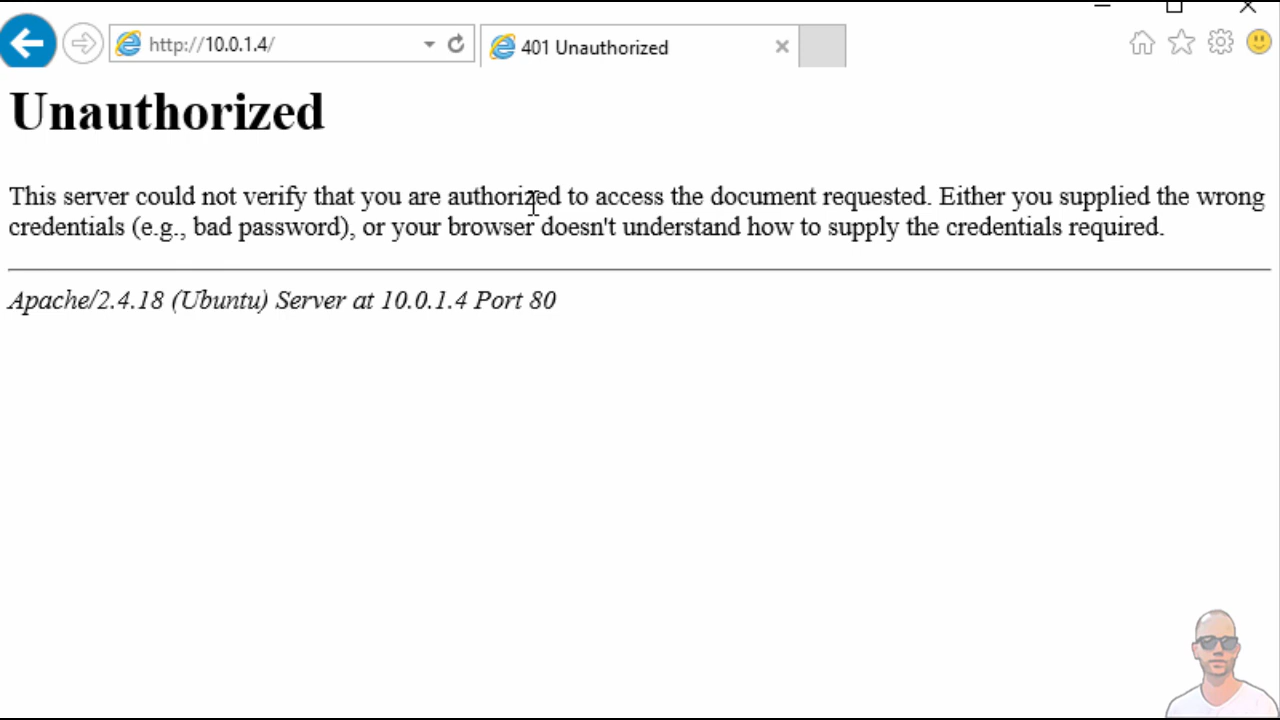 http://10.0.1.4/
401 Unauthorized
Unauthorized
This server could not verify that you are authorized to access the document requested. Either you supplied the wrong
credentials (e.g., bad password), or your browser doesn't understand how to supply the credentials required.
Apache/2.4.18 (Ubuntu) Server at 10.0.1.4 Port 80